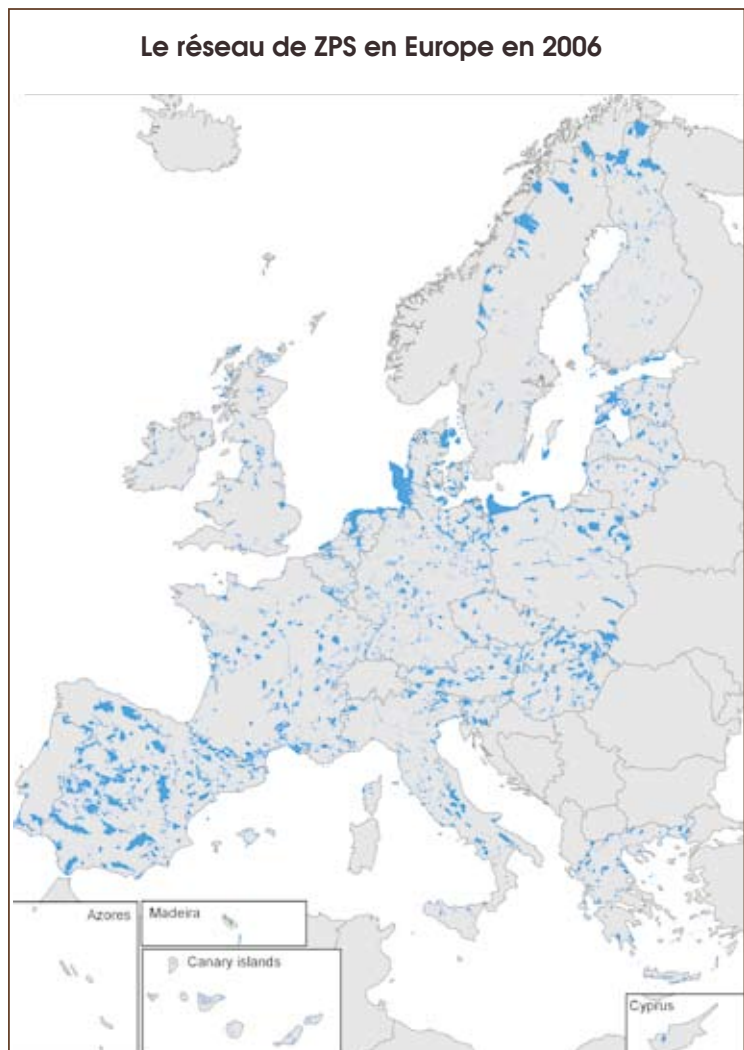 Le réseau de ZPS en Europe en 2006
Azores
Madeira
Canary islands
Cyprus